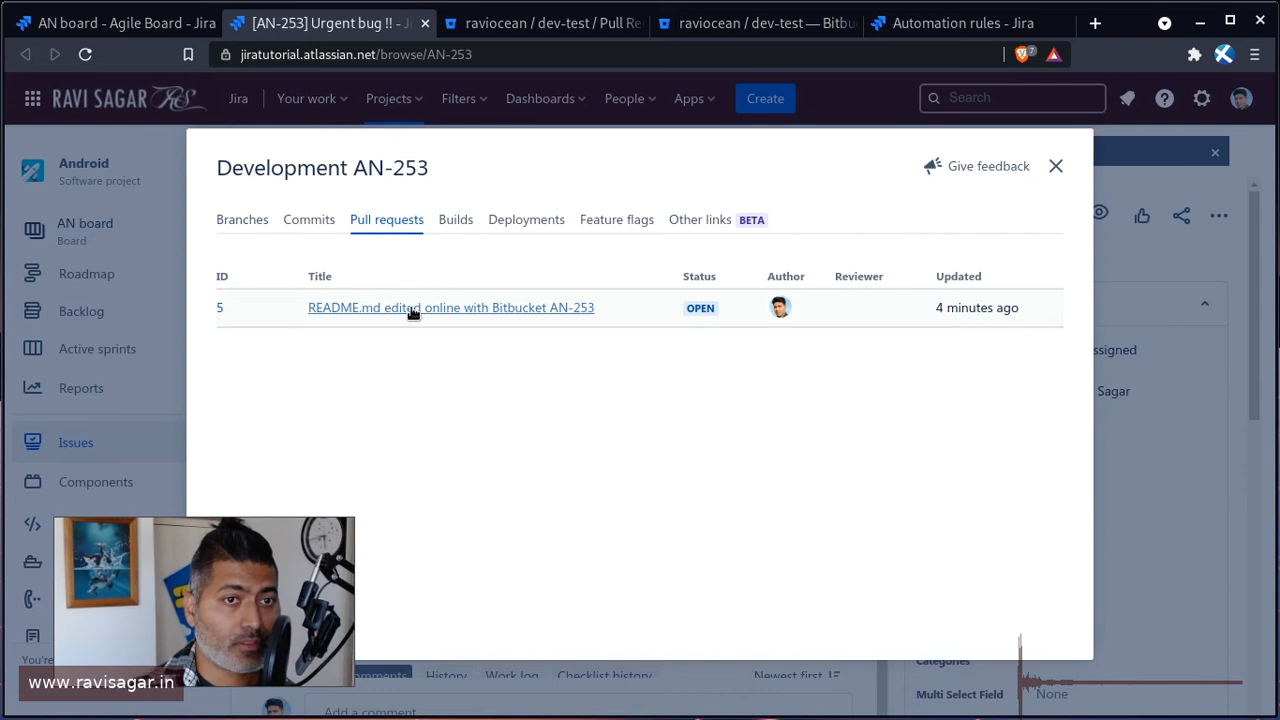 AN board - Agile Board - Jira
[AN-253] Urgent bug !! - J
raviocean / dev-test / Pull Re
raviocean / dev-test — Bitbu
Automation rules - Jira
jiratutorial.atlassian.net/browse/AN-253
7
RAVI SAGAR RS
Jira
Your work
Projects
Filters
Dashboards
People
Apps
Create
Search
Android
Software project
AN board
Board
Roadmap
Backlog
Active sprints
Reports
Issues
Components
You're
Development AN-253
Give feedback
Branches
Commits
Pull requests
Builds
Deployments
Feature flags
Other links BETA
ID Title Status Author Reviewer Updated
5 README.md edited online with Bitbucket AN-253 OPEN 4 minutes ago
ssigned
Sagar
Comments
History
Work log
Checklist history
Newest first
Add a comment
Categories
Multi Select Field
None
www.ravisagar.in